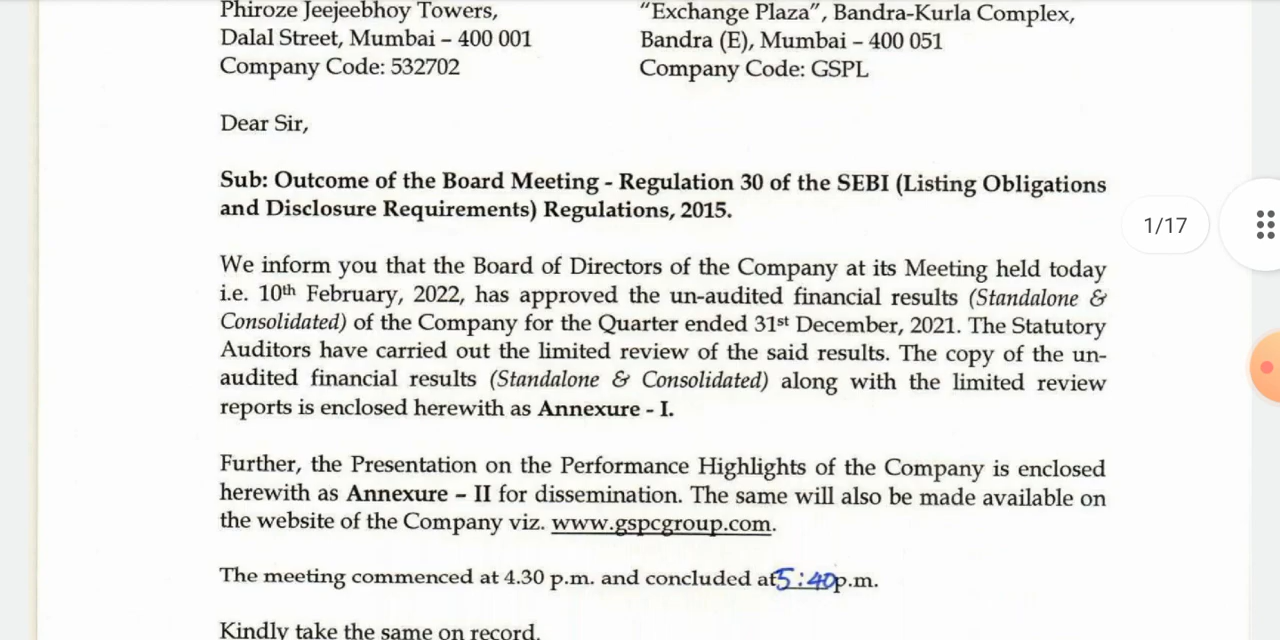 Phiroze Jeejeebhoy Towers,
Dalal Street, Mumbai – 400 001
Company Code: 532702
“Exchange Plaza”, Bandra-Kurla Complex,
Bandra (E), Mumbai – 400 051
Company Code: GSPL
Dear Sir,
Sub: Outcome of the Board Meeting - Regulation 30 of the SEBI (Listing Obligations
and Disclosure Requirements) Regulations, 2015.
1/17
We inform you that the Board of Directors of the Company at its Meeting held today
i.e. 10th February, 2022, has approved the un-audited financial results (Standalone &
Consolidated) of the Company for the Quarter ended 31st December, 2021. The Statutory
Auditors have carried out the limited review of the said results. The copy of the un-
audited financial results (Standalone & Consolidated) along with the limited review
reports is enclosed herewith as Annexure - I.
Further, the Presentation on the Performance Highlights of the Company is enclosed
herewith as Annexure – II for dissemination. The same will also be made available on
the website of the Company viz. www.gspcgroup.com.
The meeting commenced at 4.30 p.m. and concluded at 5:40 p.m.
Kindly take the same on record.